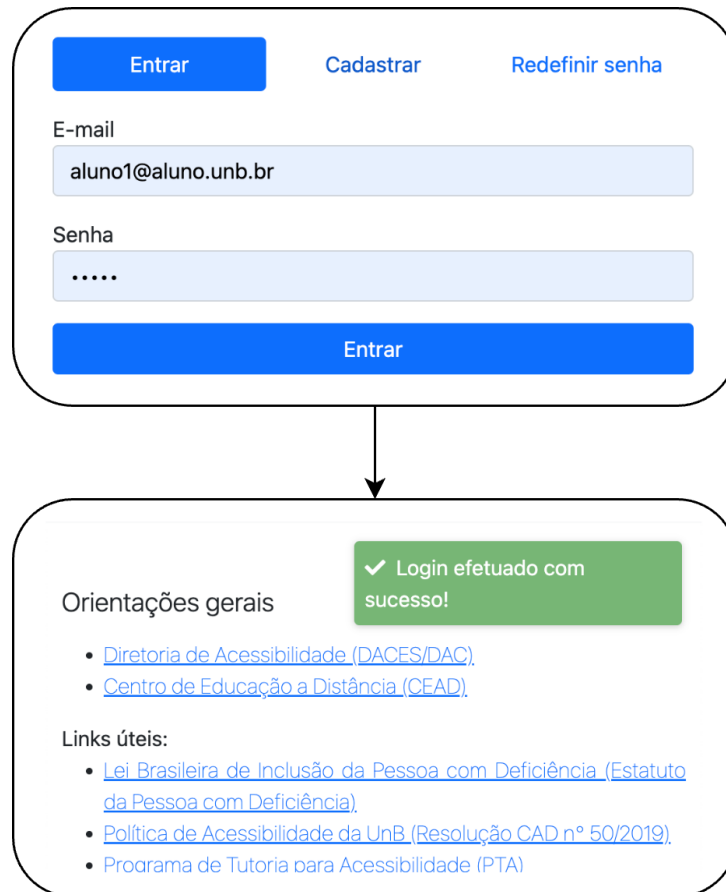 Entrar Cadastrar Redefinir senha
E-mail
aluno1@aluno.unb.br
Senha
•••••
Entrar
✓ Login efetuado com
sucesso!
Orientações gerais
• Diretoria de Acessibilidade (DACES/DAC)
• Centro de Educação a Distância (CEAD)
Links úteis:
• Lei Brasileira de Inclusão da Pessoa com Deficiência (Estatuto
da Pessoa com Deficiência)
• Política de Acessibilidade da UnB (Resolução CAD n° 50/2019)
• Programa de Tutoria para Acessibilidade (PTA)